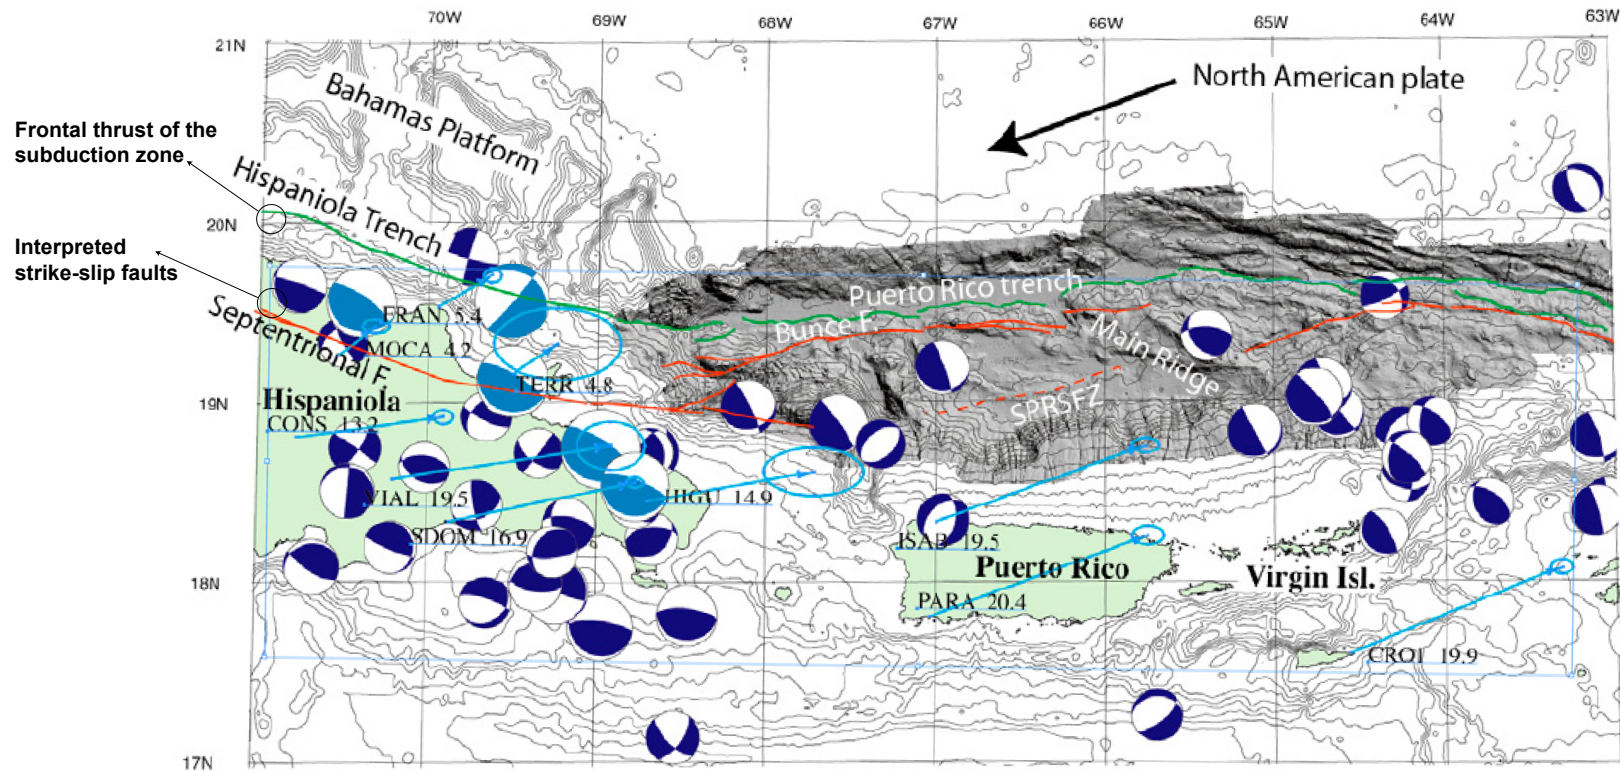 70W 69W 68W 67W 66W 65W 64W 63W
21N
North American plate
Bahamas Platform
Frontal thrust of the
subduction zone
Hispaniola Trench
20N
Interpreted
strike-slip faults
Puerto Rico trench
FRAN 5.4
Septentrional F.
Bunce F.
Main Ridge
MOCA 4.2
TERR 4.8
19N
Hispaniola
SPRSFZ
CONS 13.2
VIAL 19.5
HIGU 14.9
SDOM 16.9
ISAB 19.5
Puerto Rico
Virgin Isl.
18N
PARA 20.4
CRO1 19.9
17N